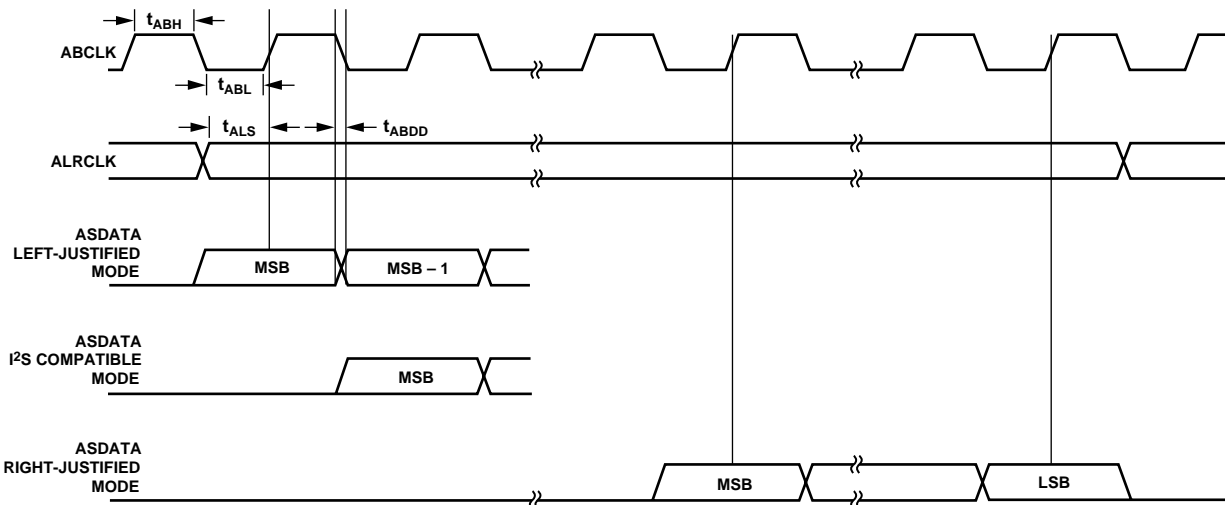 tABH
ABCLK
tABL
tALS
tABDD
ALRCLK
ASDATA
LEFT-JUSTIFIED
MODE
MSB
MSB – 1
ASDATA
I²S COMPATIBLE
MODE
MSB
ASDATA
RIGHT-JUSTIFIED
MODE
MSB
LSB